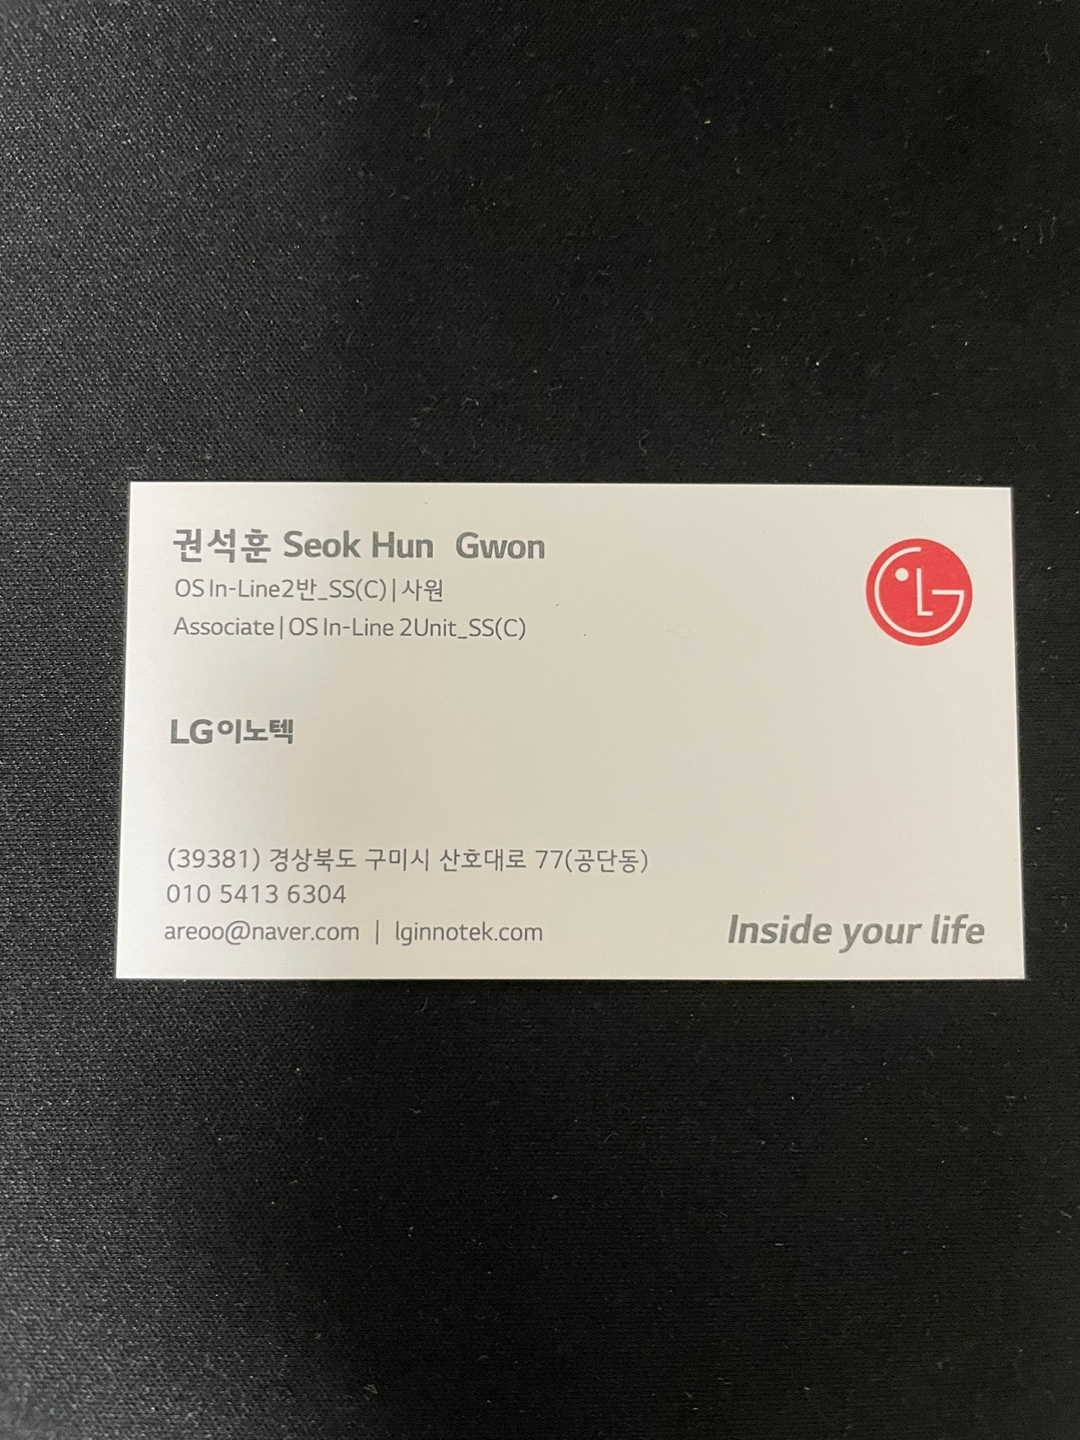 권석훈 Seok Hun Gwon
OS In-Line2반_SS(C)|사원
Associate|OS In-Line 2Unit_SS(C)
LG
LG이노텍
(39381) 경상북도 구미시 산호대로 77(공단동)
010 5413 6304
areoo@naver.com | lginnotek.com
Inside your life